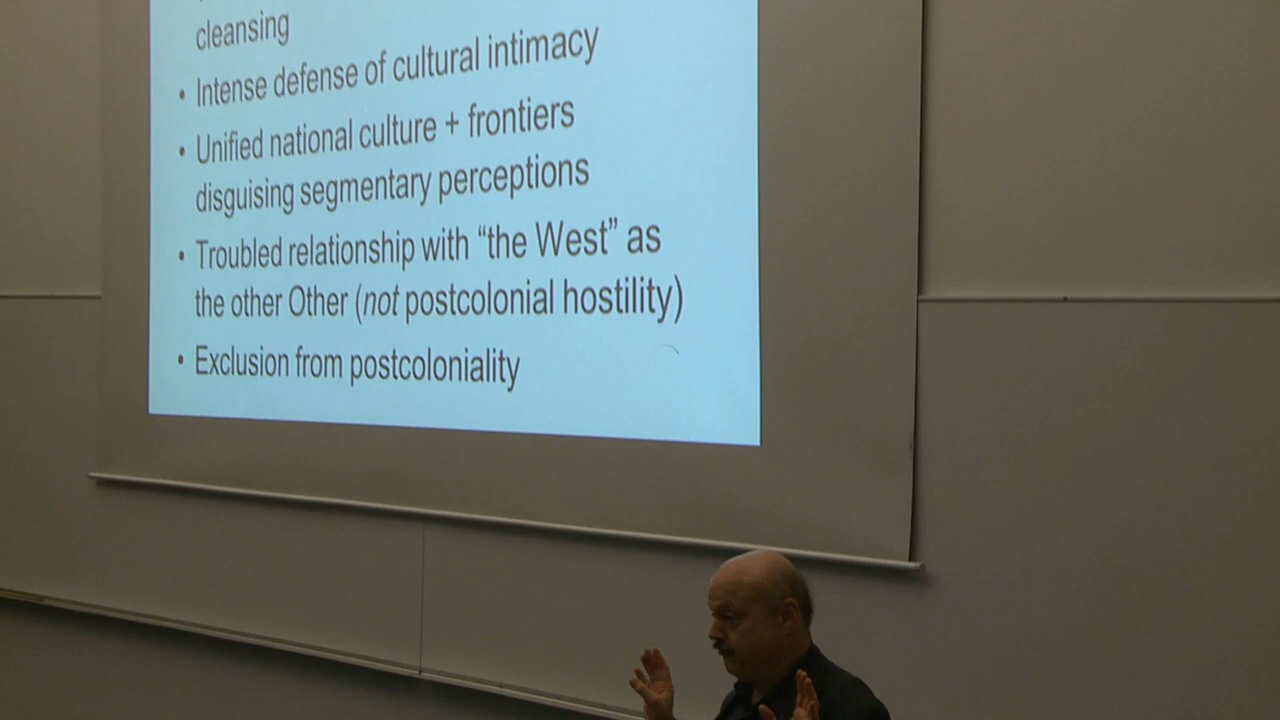 cleansing
• Intense defense of cultural intimacy
• Unified national culture + frontiers
disguising segmentary perceptions
• Troubled relationship with “the West” as
the other Other (not postcolonial hostility)
• Exclusion from postcoloniality